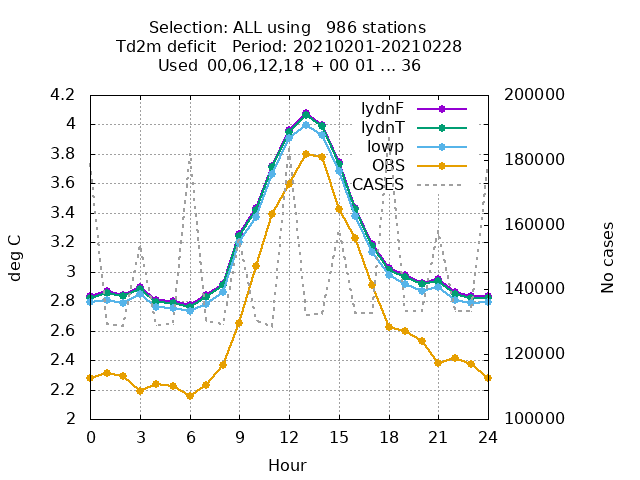 Selection: ALL using   986 stations
Td2m deficit   Period: 20210201-20210228
Used  00,06,12,18  + 00 01 ... 36
lydnF
lydnT
lowp
OBS
CASES
4.2
4
3.8
3.6
3.4
3.2
3
2.8
2.6
2.4
2.2
2
deg C
200000
180000
160000
140000
120000
100000
No cases
0 3 6 9 12 15 18 21 24
Hour